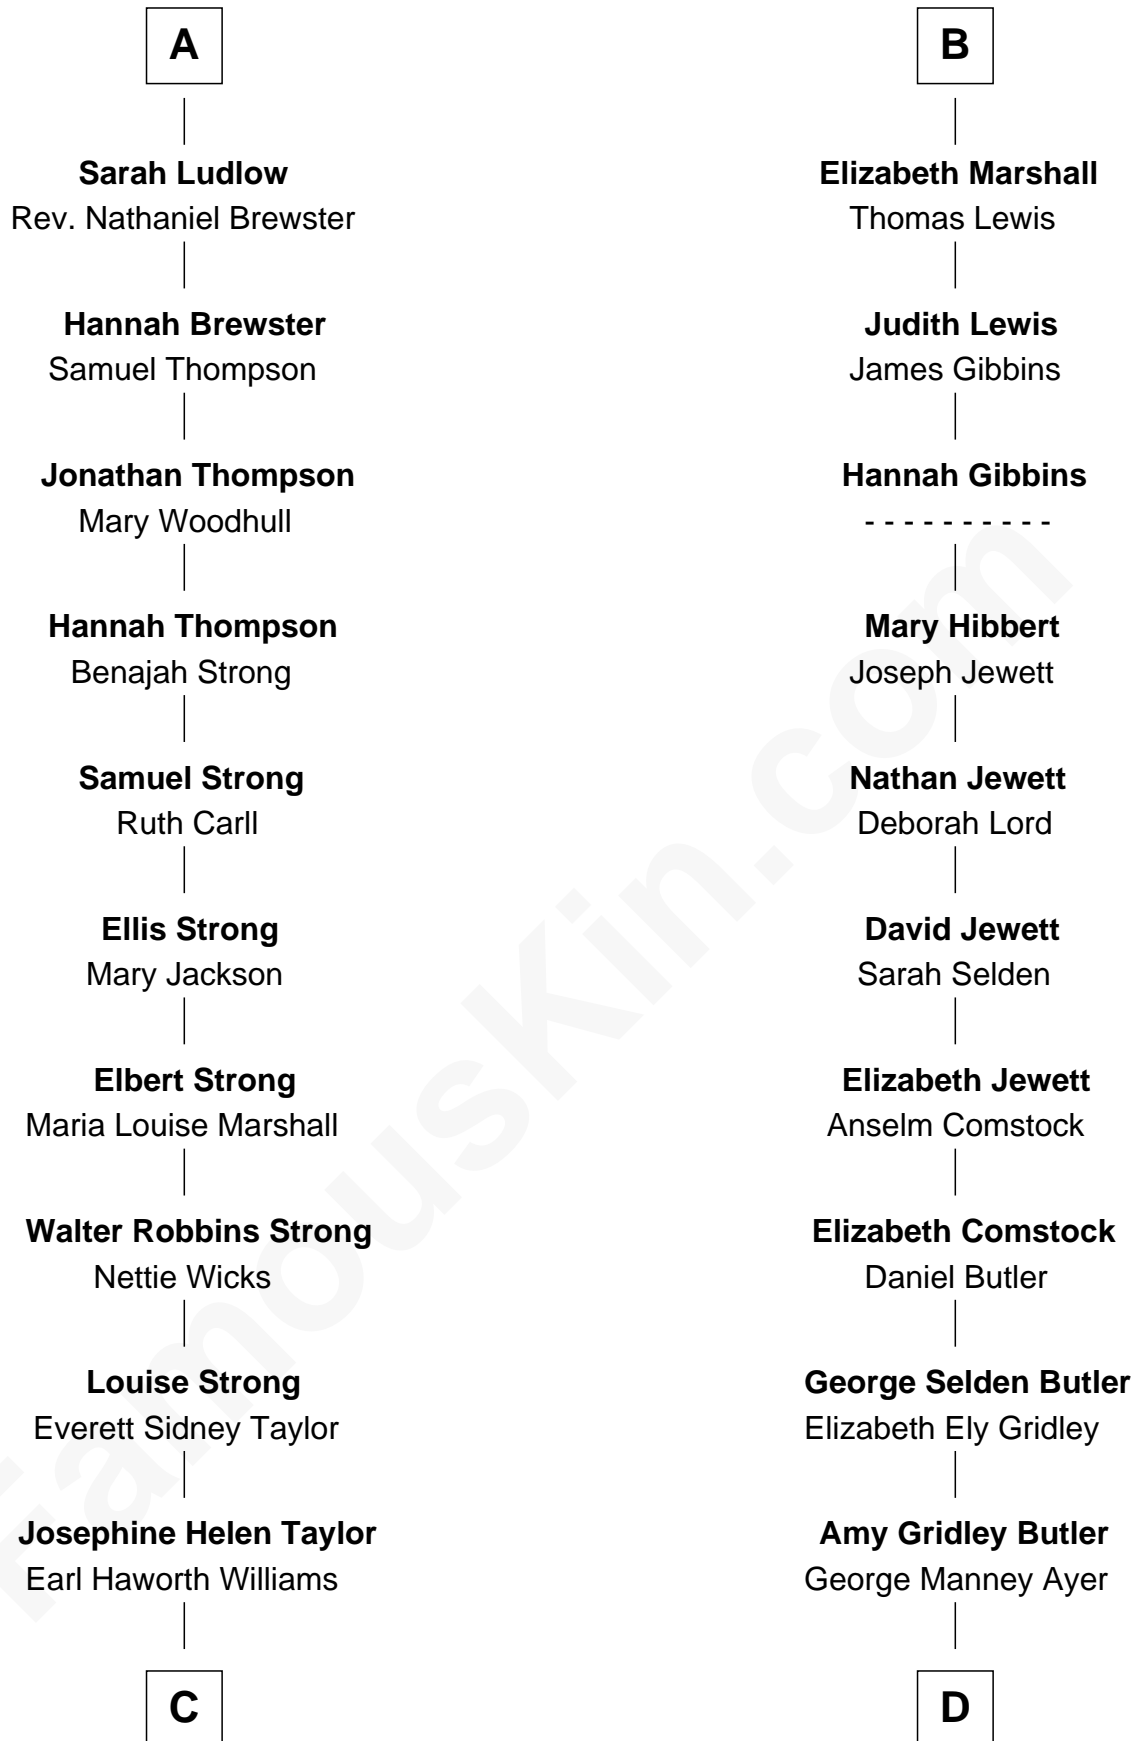 A
Sarah Ludlow
Rev. Nathaniel Brewster
Hannah Brewster
Samuel Thompson
Jonathan Thompson
Mary Woodhull
Hannah Thompson
Benajah Strong
Samuel Strong
Ruth Carll
Ellis Strong
Mary Jackson
Elbert Strong
Maria Louise Marshall
Walter Robbins Strong
Nettie Wicks
Louise Strong
Everett Sidney Taylor
Josephine Helen Taylor
Earl Haworth Williams
C
B
Elizabeth Marshall
Thomas Lewis
Judith Lewis
James Gibbins
Hannah Gibbins
- - - - - - - - - -
Mary Hibbert
Joseph Jewett
Nathan Jewett
Deborah Lord
David Jewett
Sarah Selden
Elizabeth Jewett
Anselm Comstock
Elizabeth Comstock
Daniel Butler
George Selden Butler
Elizabeth Ely Gridley
Amy Gridley Butler
George Manney Ayer
D
FamousKin.com